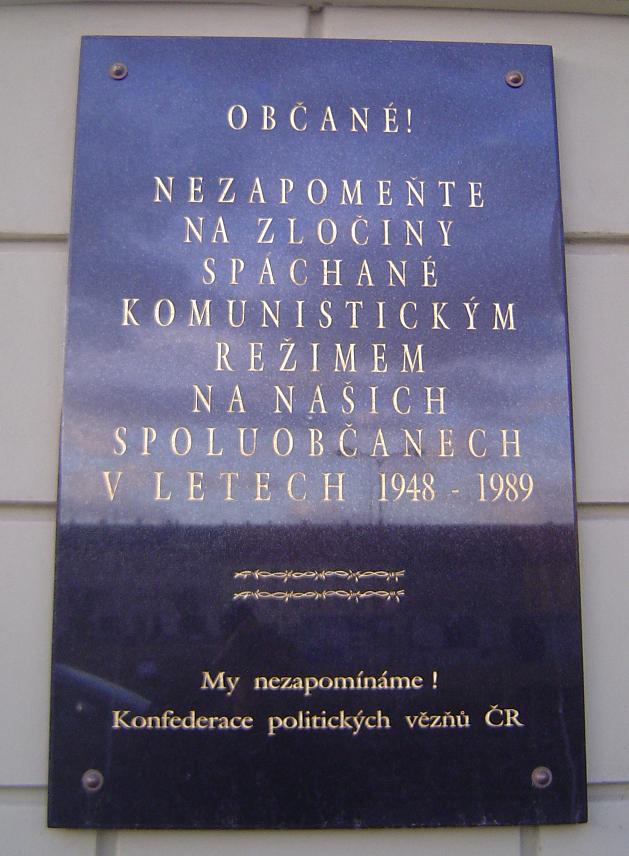 OBČANÉ!
NEZAPOMEŇTE
NA ZLOČINY
SPÁCHANÉ
KOMUNISTICKÝM
REŽIMEM
NA NAŠICH
SPOLUOBČANECH
V LETECH 1948 - 1989
My nezapomínáme !
Konfederace politických vězňů ČR